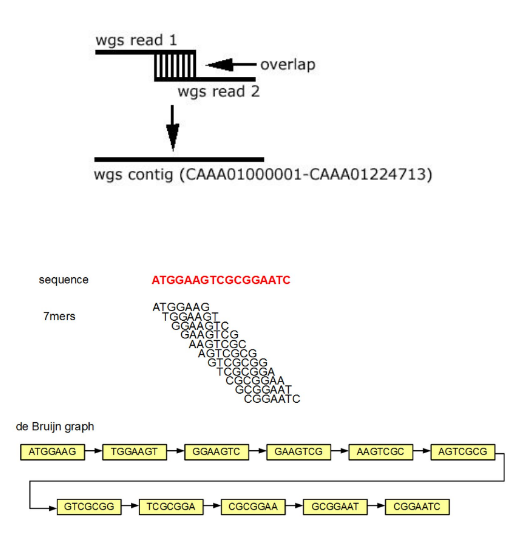 wgs read 1
overlap
wgs read 2
wgs contig (CAAA01000001-CAAA01224713)
sequence ATGGAAGTCGCGGAATC
7mers
ATGGAAG
TGGAAGT
GGAAGTC
GAAGTCG
AAGTCGC
AGTCGCG
GTCGCGG
TCGCGGA
CGCGGAA
GCGGAAT
CGGAATC
de Bruijn graph
ATGGAAG TGGAAGT GGAAGTC GAAGTCG AAGTCGC AGTCGCG
GTCGCGG TCGCGGA CGCGGAA GCGGAAT CGGAATC